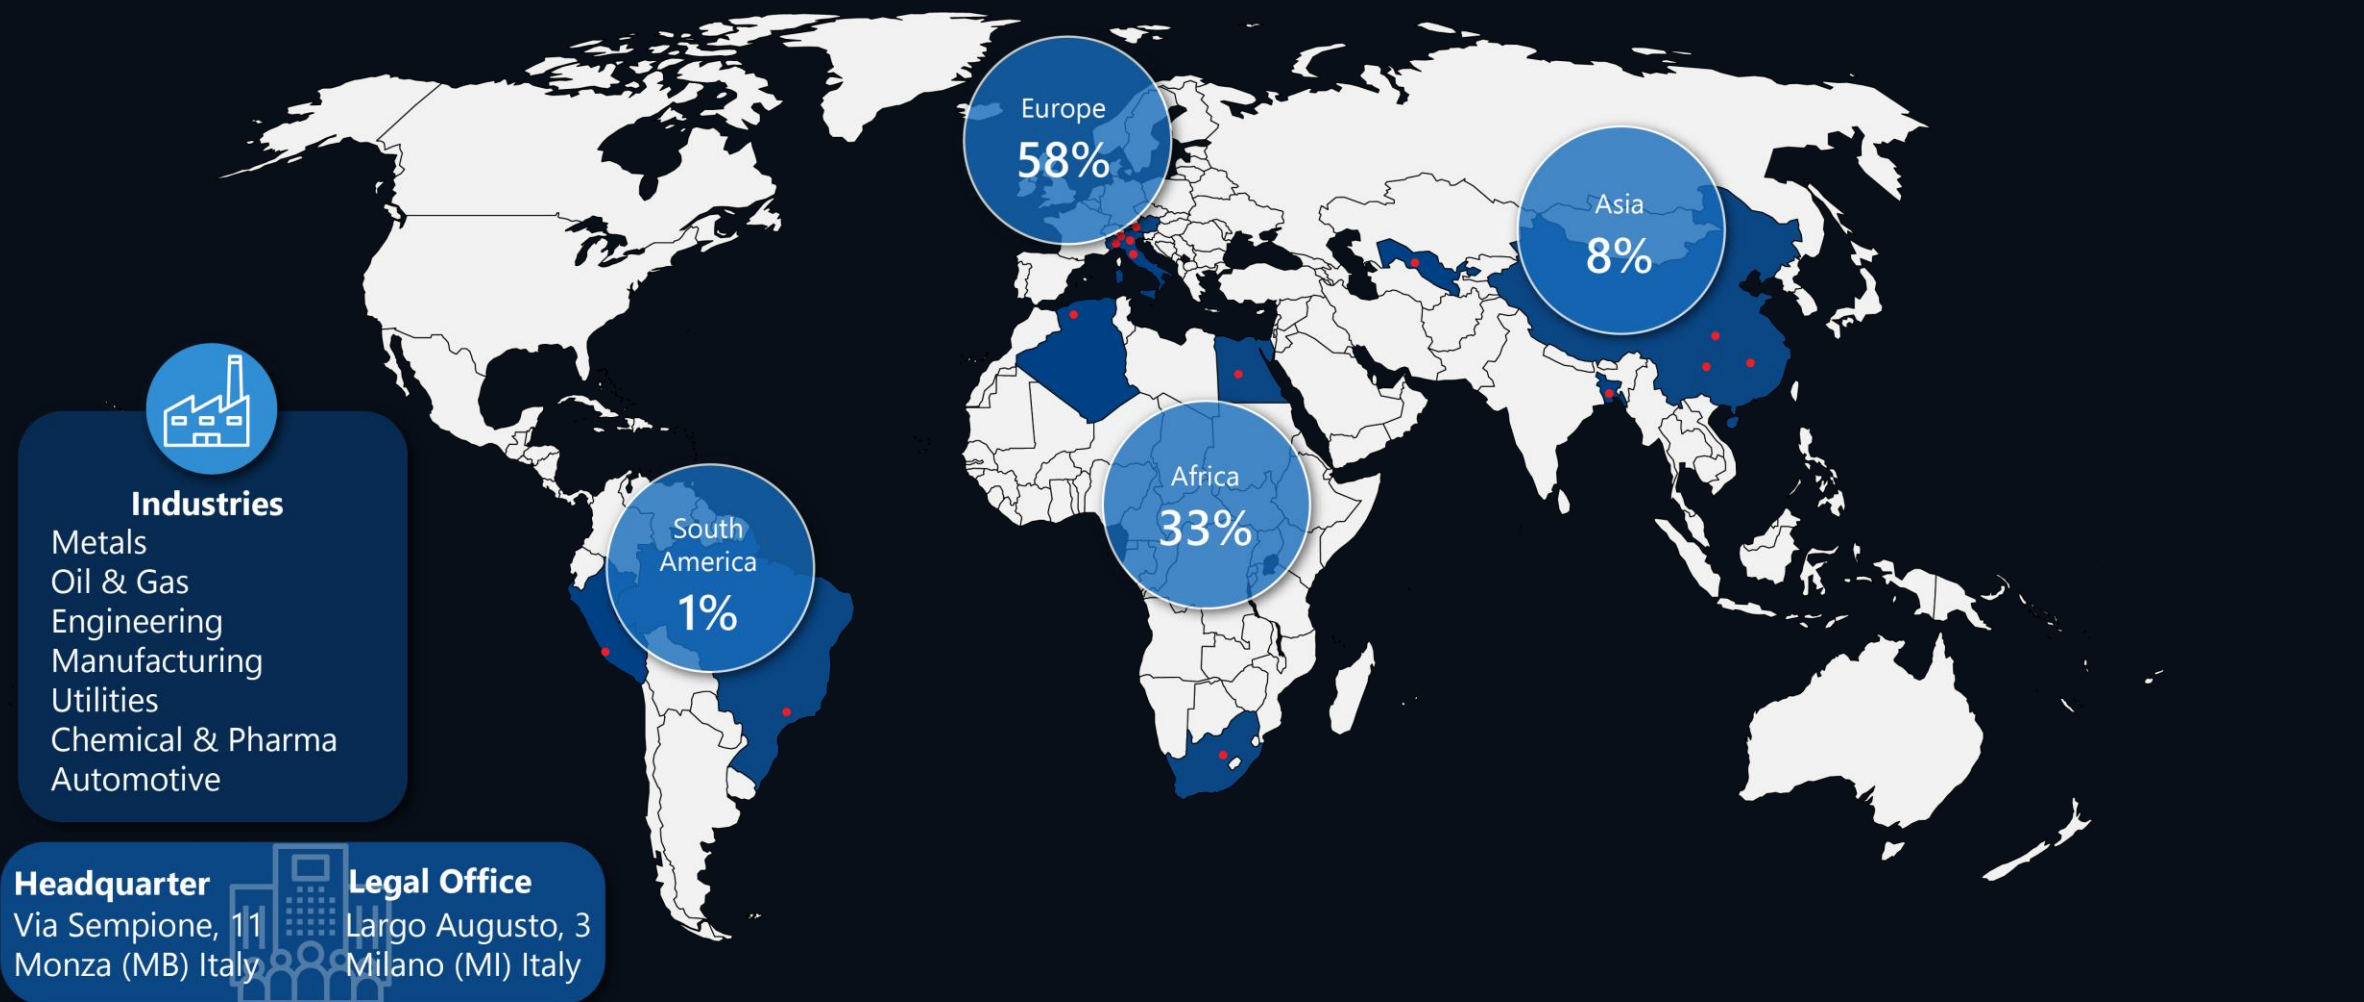 Europe
58%
Asia
8%
Africa
33%
South
America
1%
Industries
Metals
Oil & Gas
Engineering
Manufacturing
Utilities
Chemical & Pharma
Automotive
Headquarter
Via Sempione, 11
Monza (MB) Italy
Legal Office
Largo Augusto, 3
Milano (MI) Italy